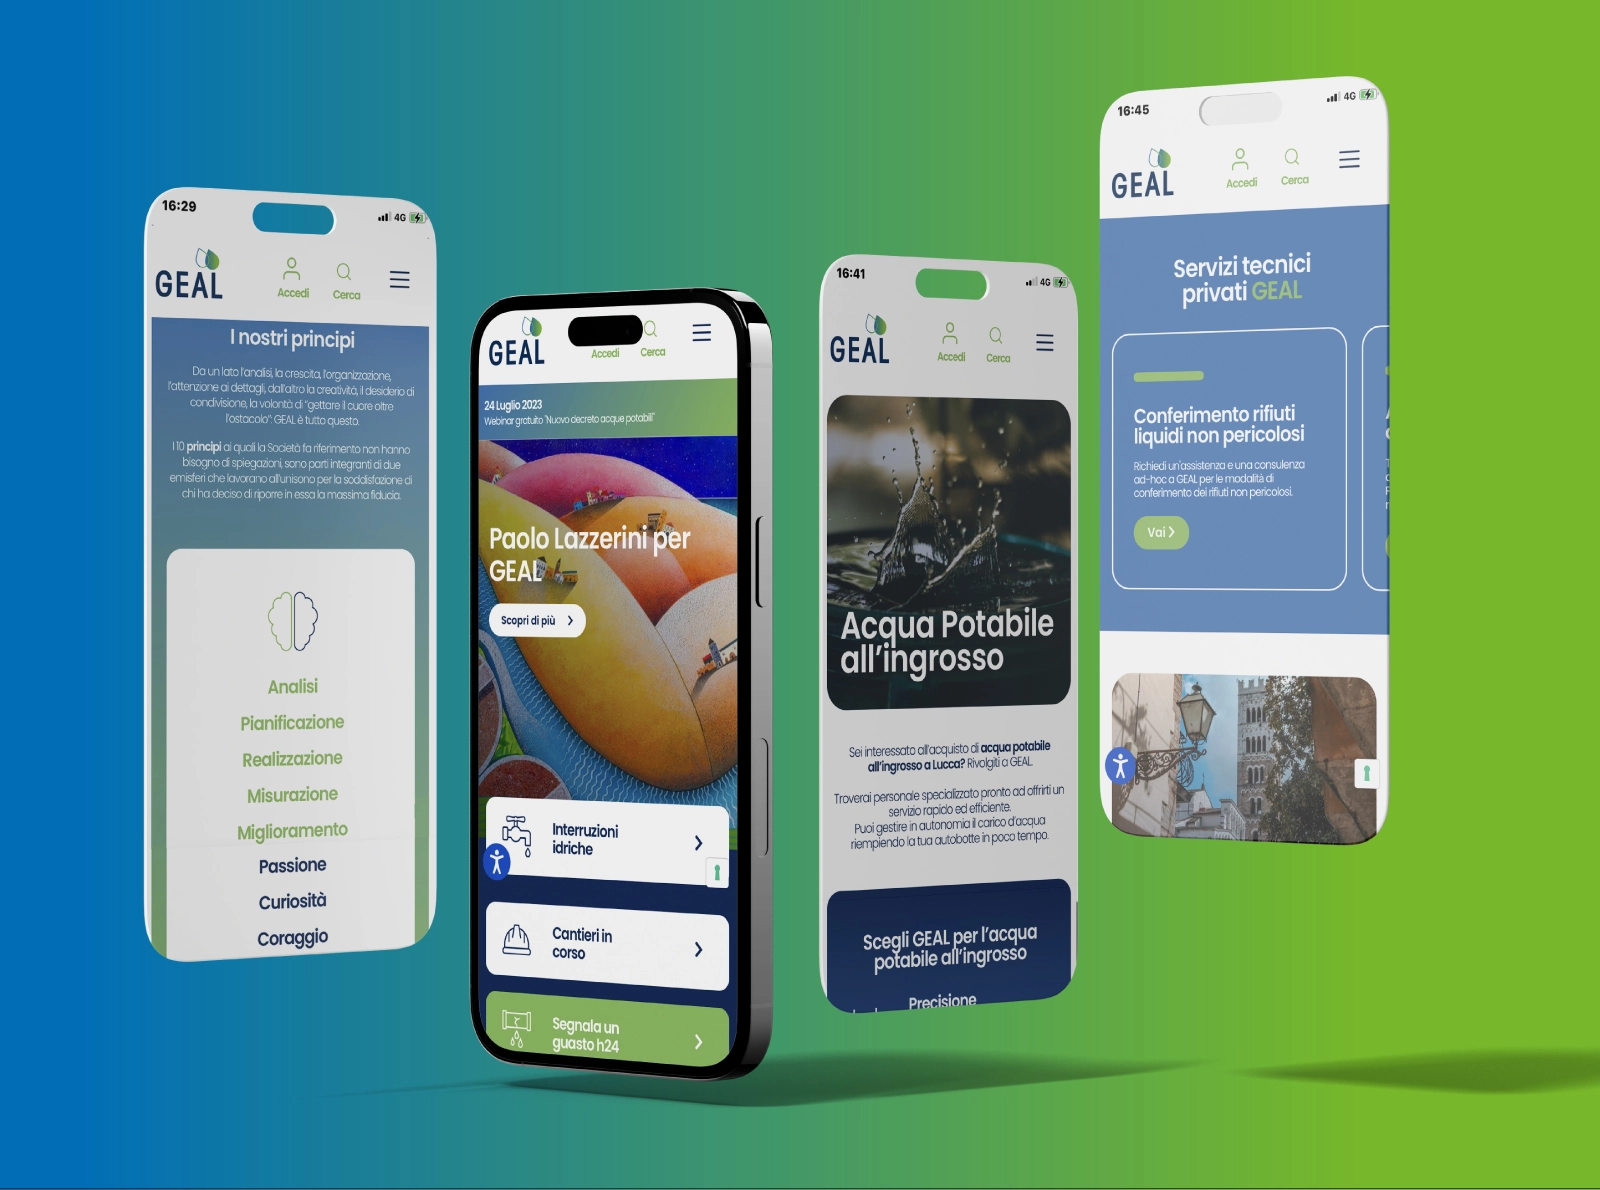 16:29
4G
GEAL
Accedi
Cerca
I nostri principi
Da un lato l'analisi, la crescita, l'organizzazione,
l'attenzione ai dettagli, dall'altro la creatività, il desiderio di
condivisione, la volontà di "gettare il cuore oltre
l'ostacolo": GEAL è tutto questo.
I 10 principi ai quali la Società fa riferimento non hanno
bisogno di spiegazioni, sono parti integranti di due
emisferi che lavorano all'unisono per la soddisfazione di
chi ha deciso di riporre in essa la massima fiducia.
Analisi
Pianificazione
Realizzazione
Misurazione
Miglioramento
Passione
Curiosità
Coraggio
GEAL
Accedi
Cerca
24 Luglio 2023
Webinar gratuito "Nuovo decreto acque potabili"
Paolo Lazzerini per
GEAL
Scopri di più
Interruzioni
idriche
Cantieri in
corso
Segnala un
guasto h24
16:41
4G
GEAL
Accedi
Cerca
Acqua Potabile
all'ingrosso
Sei interessato all'acquisto di acqua potabile
all'ingrosso a Lucca? Rivolgiti a GEAL.
Troverai personale specializzato pronto ad offrirti un
servizio rapido ed efficiente.
Puoi gestire in autonomia il carico d'acqua
riempiendo la tua autobotte in poco tempo.
Scegli GEAL per l'acqua
potabile all'ingrosso
Precisione
16:45
4G
GEAL
Accedi
Cerca
Servizi tecnici
privati GEAL
Conferimento rifiuti
liquidi non pericolosi
Richiedi un'assistenza e una consulenza
ad-hoc a GEAL per le modalità di
conferimento dei rifiuti non pericolosi.
Vai